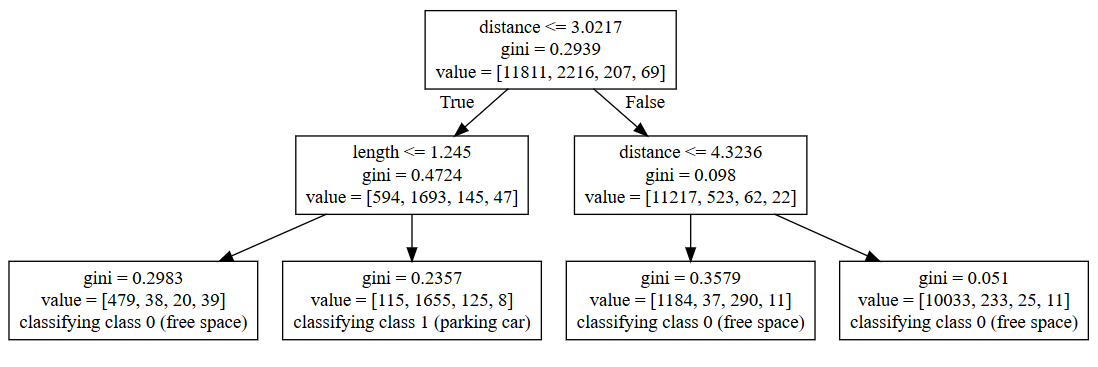 distance <= 3.0217
gini = 0.2939
value = [11811, 2216, 207, 69]
True
False
length <= 1.245
gini = 0.4724
value = [594, 1693, 145, 47]
distance <= 4.3236
gini = 0.098
value = [11217, 523, 62, 22]
gini = 0.2983
value = [479, 38, 20, 39]
classifying class 0 (free space)
gini = 0.2357
value = [115, 1655, 125, 8]
classifying class 1 (parking car)
gini = 0.3579
value = [1184, 37, 290, 11]
classifying class 0 (free space)
gini = 0.051
value = [10033, 233, 25, 11]
classifying class 0 (free space)